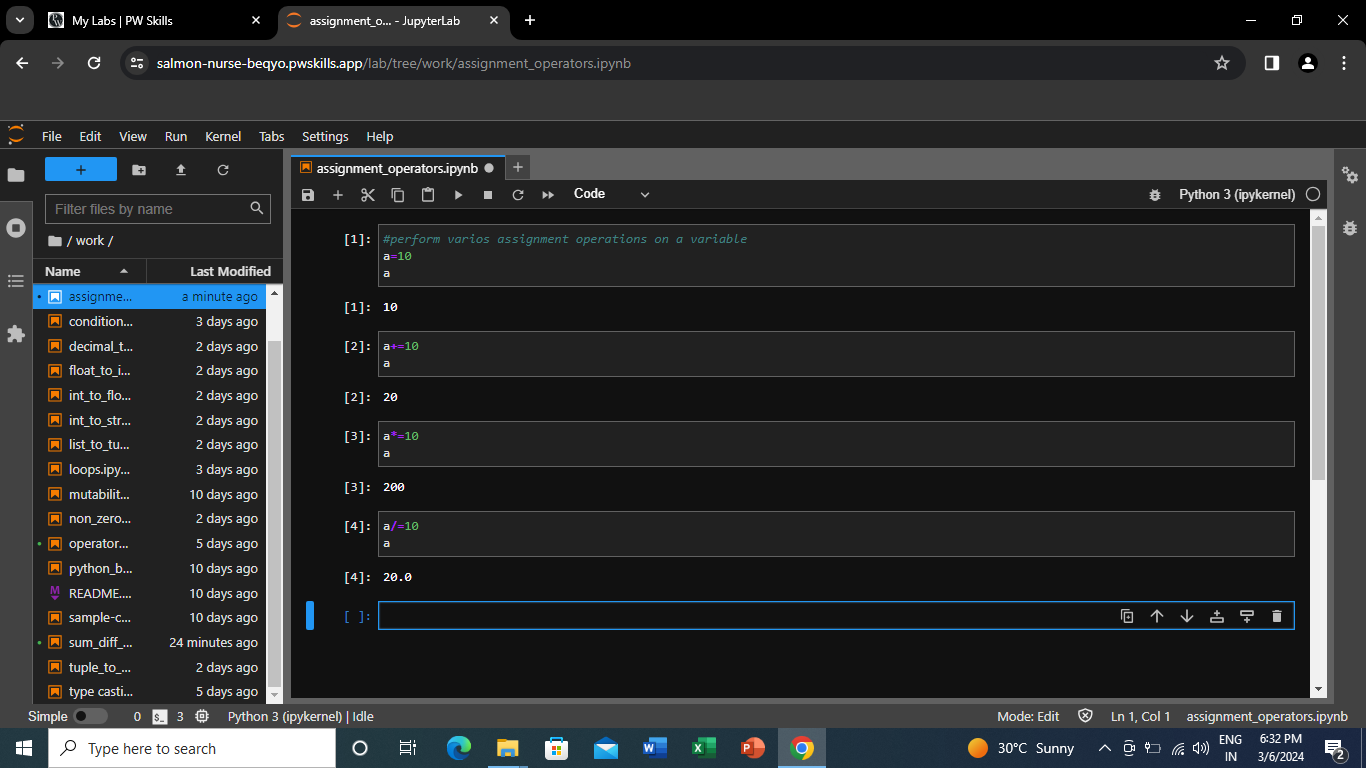 My Labs | PW Skills
assignment_o... - JupyterLab
salmon-nurse-beqyo.pwskills.app/lab/tree/work/assignment_operators.ipynb
File Edit View Run Kernel Tabs Settings Help
assignment_operators.ipynb
Filter files by name
Code
Python 3 (ipykernel)
/ work /
Name Last Modified
assignme... a minute ago
condition... 3 days ago
decimal_t... 2 days ago
float_to_i... 2 days ago
int_to_flo... 2 days ago
int_to_str... 2 days ago
list_to_tu... 2 days ago
loops.ipy... 3 days ago
mutabilit... 10 days ago
non_zero... 2 days ago
operator... 5 days ago
python_b... 10 days ago
README.... 10 days ago
sample-c... 10 days ago
sum_diff_... 24 minutes ago
tuple_to_... 2 days ago
type casti... 5 days ago
[1]: #perform varios assignment operations on a variable
a=10
a
[1]: 10
[2]: a+=10
a
[2]: 20
[3]: a*=10
a
[3]: 200
[4]: a/=10
a
[4]: 20.0
[ ]:
Simple 0 $_ 3 Python 3 (ipykernel) | Idle
Mode: Edit Ln 1, Col 1 assignment_operators.ipynb
Type here to search
30°C Sunny
ENG
IN
6:32 PM
3/6/2024
2